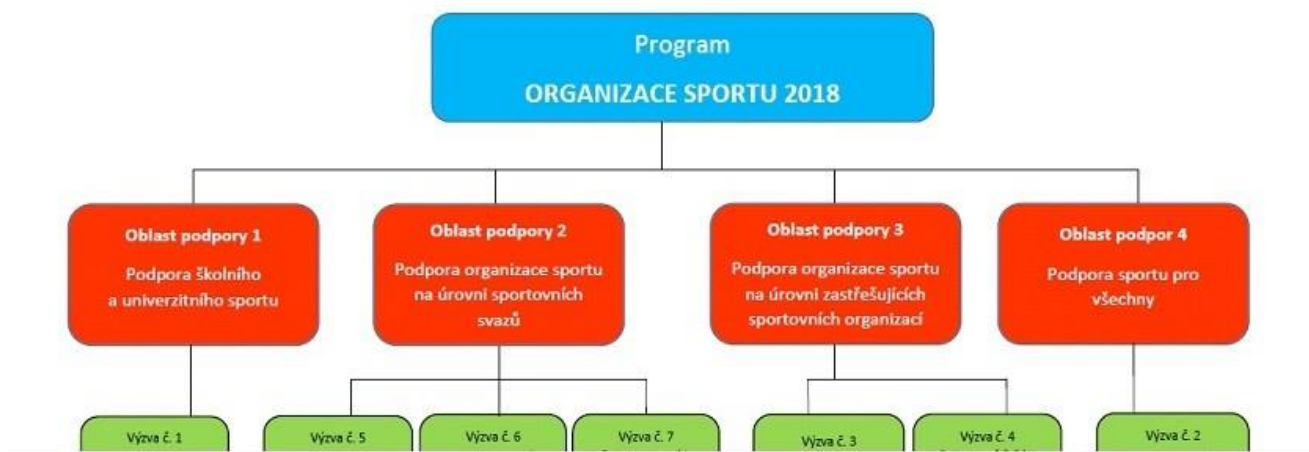 Program
ORGANIZACE SPORTU 2018
Oblast podpory 1
Podpora školního
a univerzitního sportu
Oblast podpory 2
Podpora organizace sportu
na úrovni sportovních
svazů
Oblast podpory 3
Podpora organizace sportu
na úrovni zastřešujících
sportovních organizací
Oblast podpor 4
Podpora sportu pro
všechny
Výzva č. 1
Výzva č. 5
Výzva č. 6
Výzva č. 7
Výzva č. 3
Výzva č. 4
Výzva č. 2